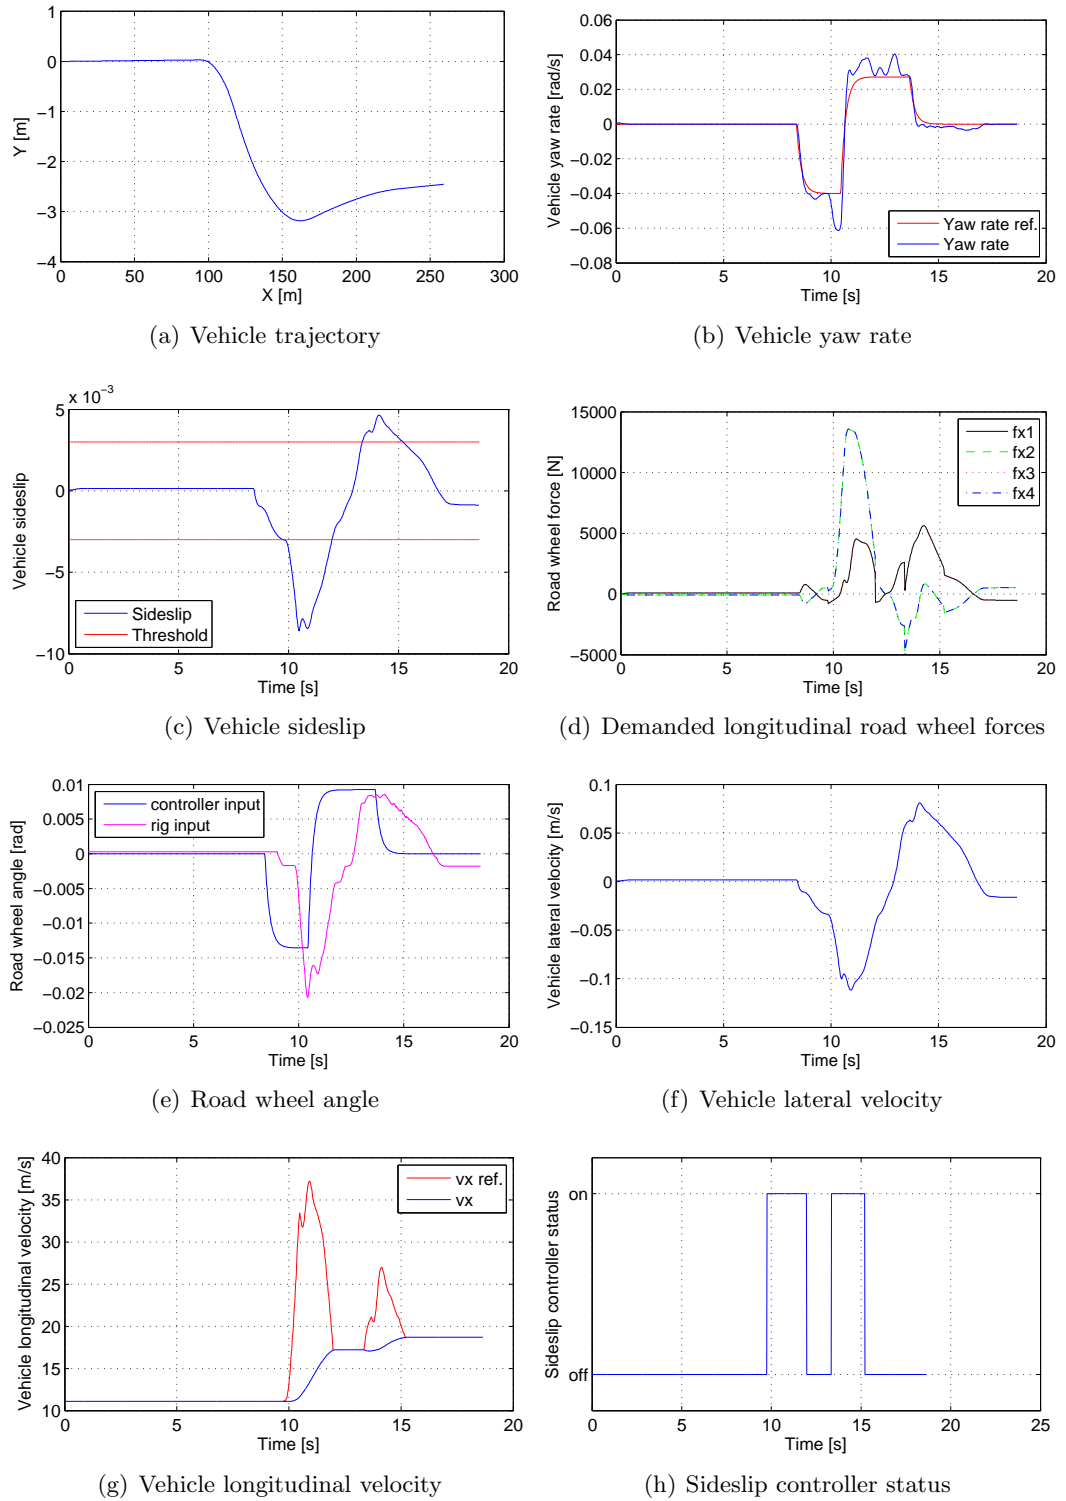 1
0
−1
−2
−3
−4
0 50 100 150 200 250 300
Y [m]
X [m]
(a) Vehicle trajectory
0.06
0.04
0.02
0
−0.02
−0.04
−0.06
−0.08
0 5 10 15 20
Vehicle yaw rate [rad/s]
Time [s]
Yaw rate ref.
Yaw rate
(b) Vehicle yaw rate
x 10⁻³
5
0
−5
−10
0 5 10 15 20
Vehicle sideslip
Time [s]
Sideslip
Threshold
(c) Vehicle sideslip
15000
10000
5000
0
−5000
0 5 10 15 20
Road wheel force [N]
Time [s]
fx1
fx2
fx3
fx4
(d) Demanded longitudinal road wheel forces
0.01
0.005
0
−0.005
−0.01
−0.015
−0.02
−0.025
0 5 10 15 20
Road wheel angle [rad]
Time [s]
controller input
rig input
(e) Road wheel angle
0.1
0.05
0
−0.05
−0.1
−0.15
0 5 10 15 20
Vehicle lateral velocity [m/s]
Time [s]
(f) Vehicle lateral velocity
40
35
30
25
20
15
10
0 5 10 15 20
Vehicle longitudinal velocity [m/s]
Time [s]
vx ref.
vx
(g) Vehicle longitudinal velocity
on
off
0 5 10 15 20 25
Sideslip controller status
Time [s]
(h) Sideslip controller status